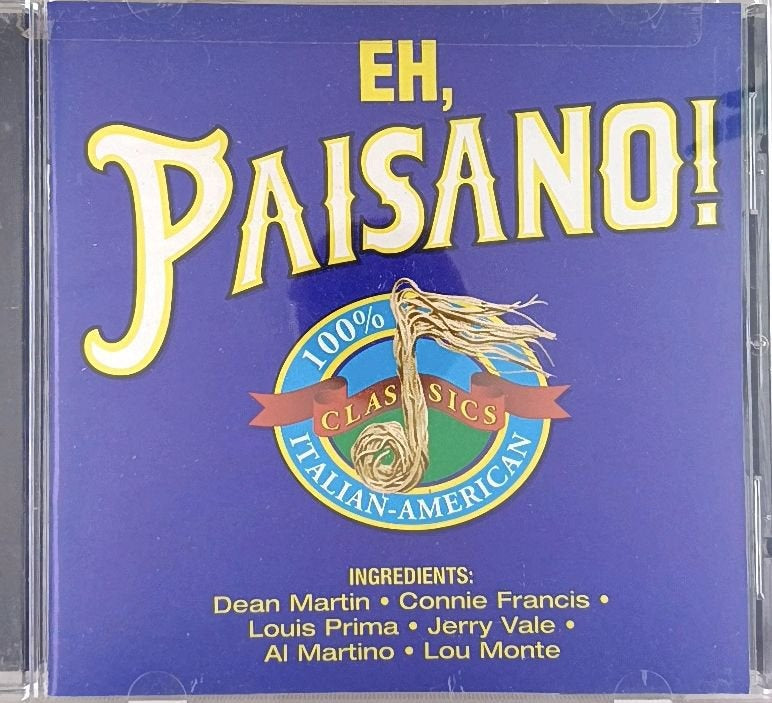 EH,
PAISANO!
100%
CLASSICS
ITALIAN-AMERICAN
INGREDIENTS:
Dean Martin • Connie Francis •
Louis Prima • Jerry Vale •
Al Martino • Lou Monte